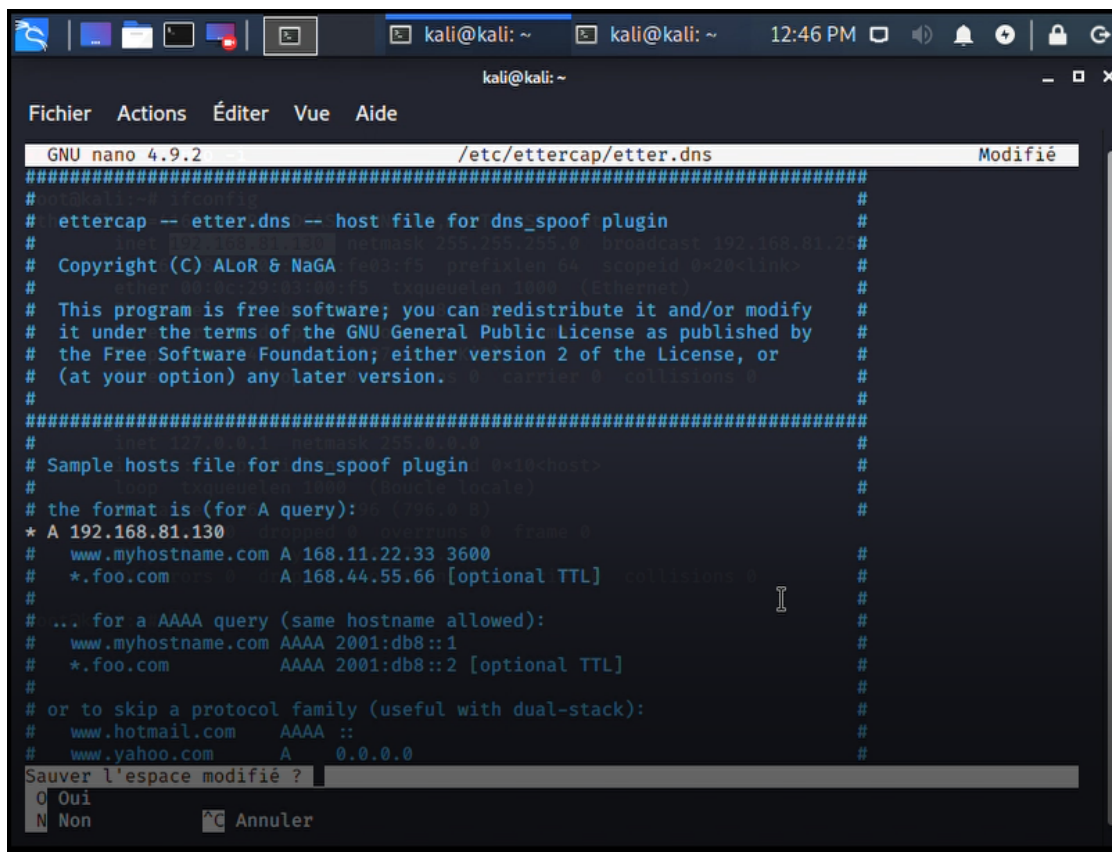 kali@kali: ~ kali@kali: ~ 12:46 PM
kali@kali: ~
Fichier Actions Éditer Vue Aide
GNU nano 4.9.2 /etc/ettercap/etter.dns Modifié
############################################################################
# #
# ettercap -- etter.dns -- host file for dns_spoof plugin #
# #
# Copyright (C) ALoR & NaGA #
# #
# This program is free software; you can redistribute it and/or modify #
# it under the terms of the GNU General Public License as published by #
# the Free Software Foundation; either version 2 of the License, or #
# (at your option) any later version. #
# #
############################################################################
# #
# Sample hosts file for dns_spoof plugin #
# #
# the format is (for A query): #
* A 192.168.81.130
# www.myhostname.com A 168.11.22.33 3600 #
# *.foo.com A 168.44.55.66 [optional TTL] #
# #
# ... for a AAAA query (same hostname allowed): #
# www.myhostname.com AAAA 2001:db8::1 #
# *.foo.com AAAA 2001:db8::2 [optional TTL] #
# #
# or to skip a protocol family (useful with dual-stack): #
# www.hotmail.com AAAA :: #
# www.yahoo.com A 0.0.0.0 #
Sauver l'espace modifié ?
O Oui
N Non ^C Annuler